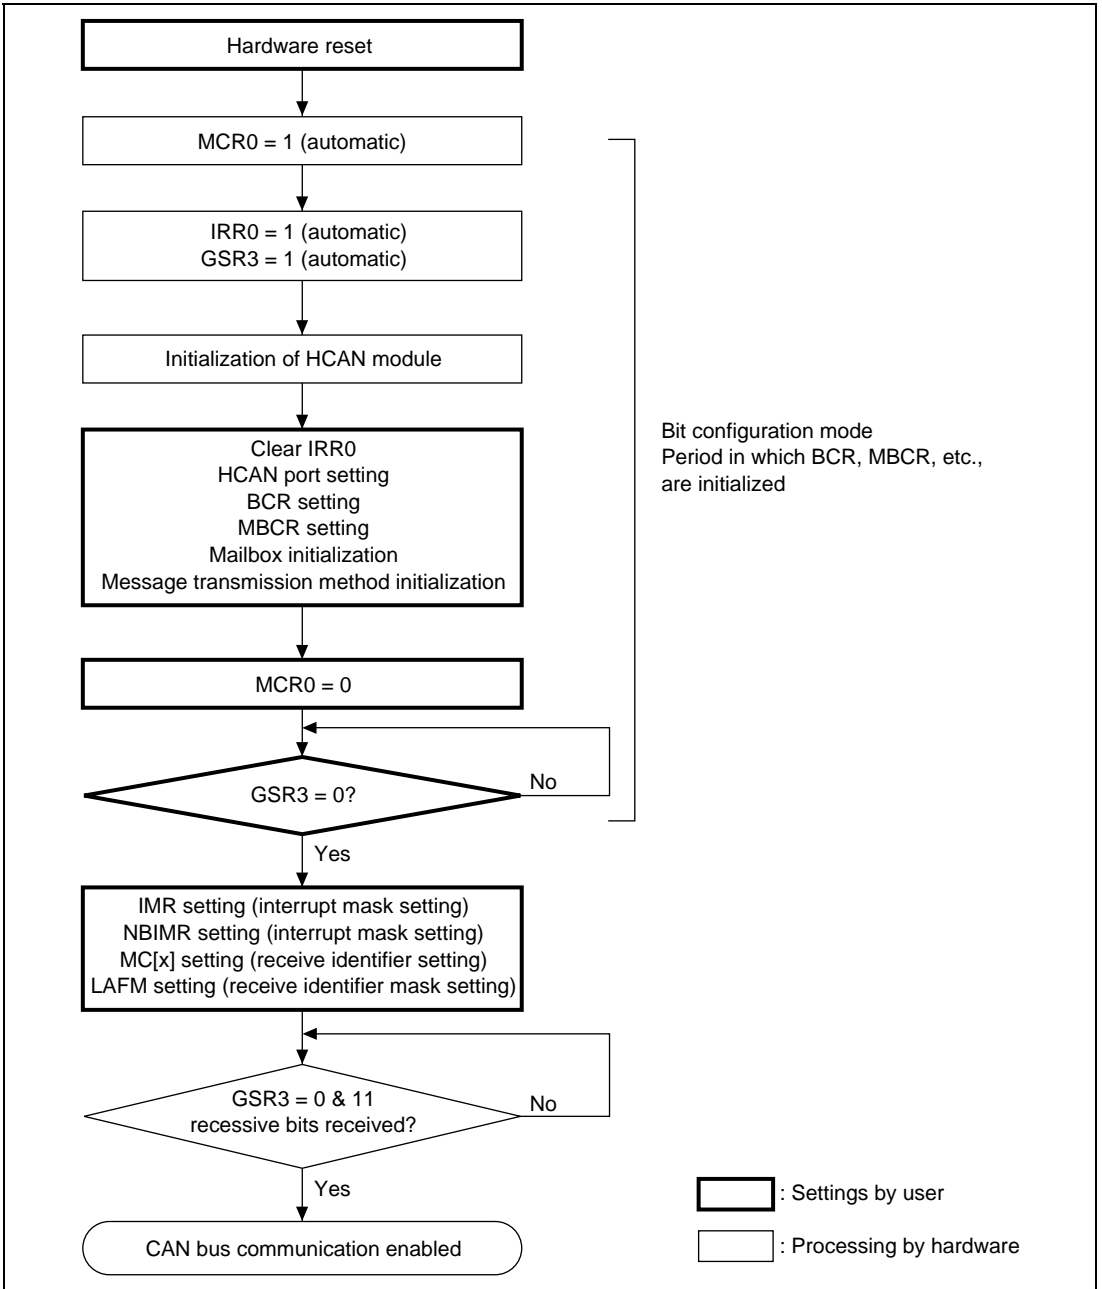 Hardware reset
MCR0 = 1 (automatic)
IRR0 = 1 (automatic)
GSR3 = 1 (automatic)
Initialization of HCAN module
Clear IRR0
HCAN port setting
BCR setting
MBCR setting
Mailbox initialization
Message transmission method initialization
Bit configuration mode
Period in which BCR, MBCR, etc.,
are initialized
MCR0 = 0
GSR3 = 0?
No
Yes
IMR setting (interrupt mask setting)
NBIMR setting (interrupt mask setting)
MC[x] setting (receive identifier setting)
LAFM setting (receive identifier mask setting)
GSR3 = 0 & 11
recessive bits received?
No
Yes
CAN bus communication enabled
: Settings by user
: Processing by hardware